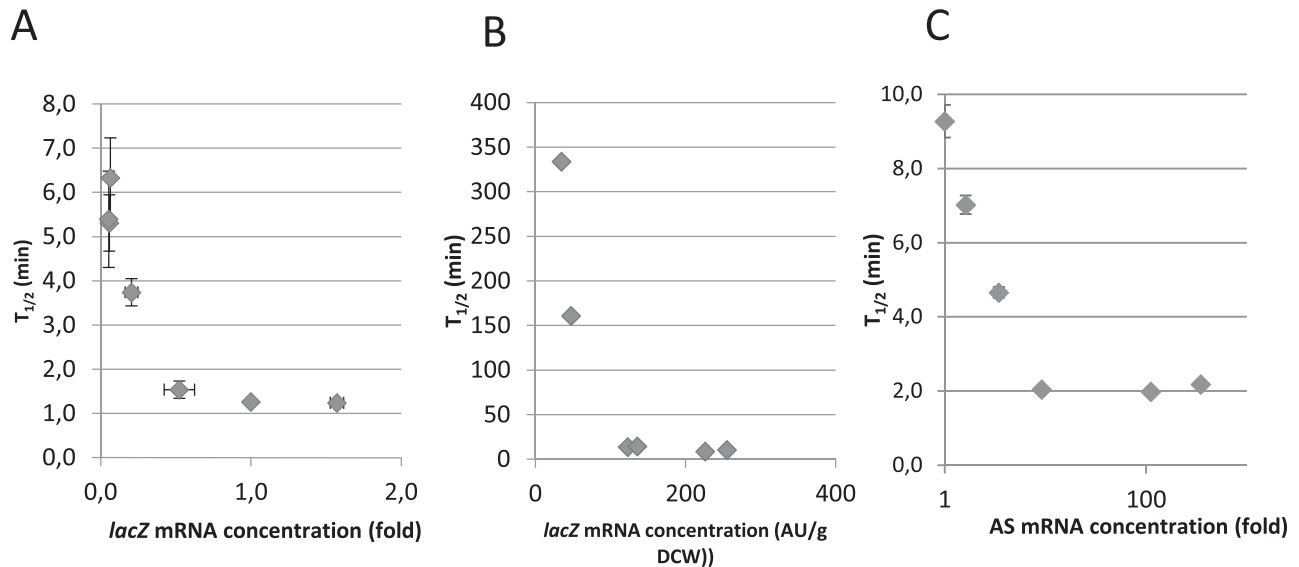 A
8,0
7,0
6,0
5,0
4,0
3,0
2,0
1,0
0,0
T1/2 (min)
0,0 1,0 2,0
lacZ mRNA concentration (fold)
B
400
350
300
250
200
150
100
50
0
T1/2 (min)
0 200 400
lacZ mRNA concentration (AU/g
DCW))
C
10,0
8,0
6,0
4,0
2,0
0,0
T1/2 (min)
1 100
AS mRNA concentration (fold)